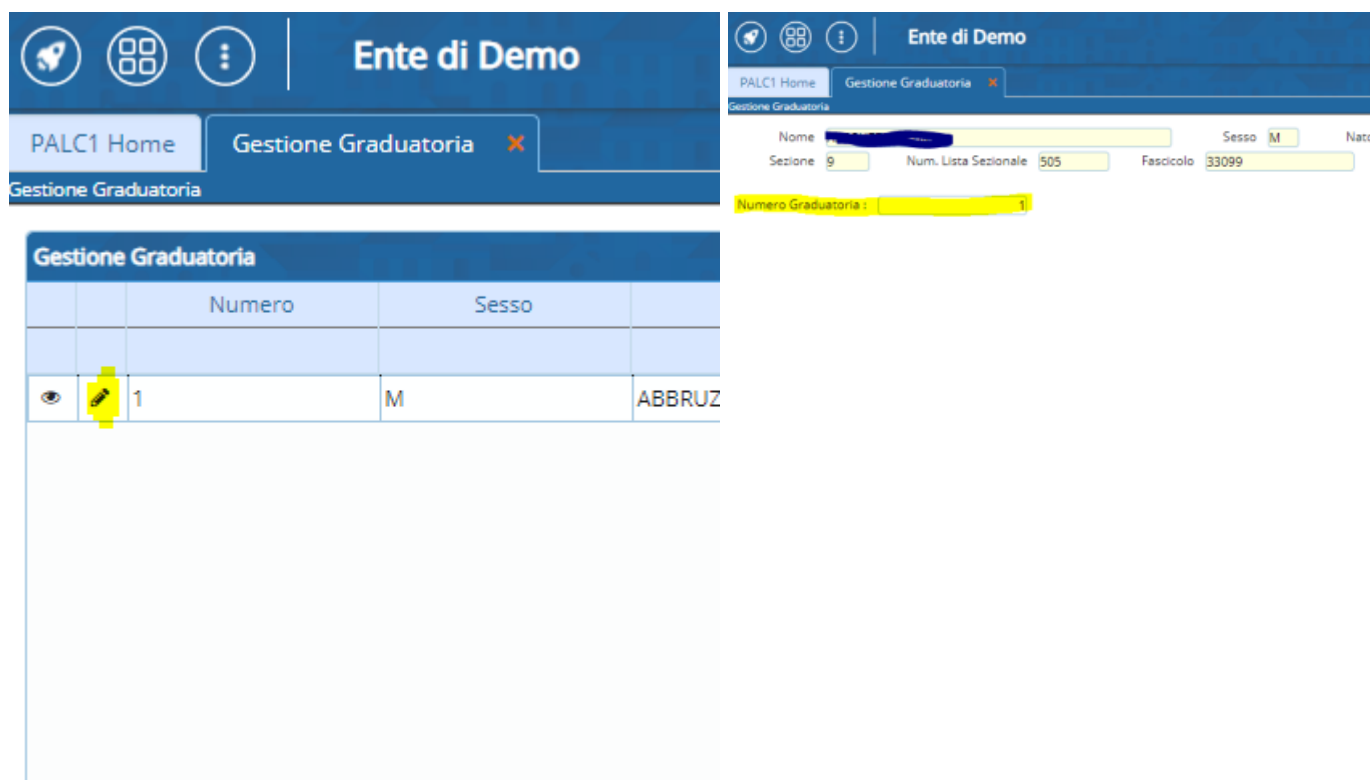 Ente di Demo
PALC1 Home Gestione Graduatoria
Gestione Graduatoria
Gestione Graduatoria
Numero Sesso
1 M ABBRUZ
Ente di Demo
PALC1 Home Gestione Graduatoria
Gestione Graduatoria
Nome Sesso M Nato
Sezione 9 Num. Lista Sezionale 505 Fascicolo 33099
Numero Graduatoria : 1